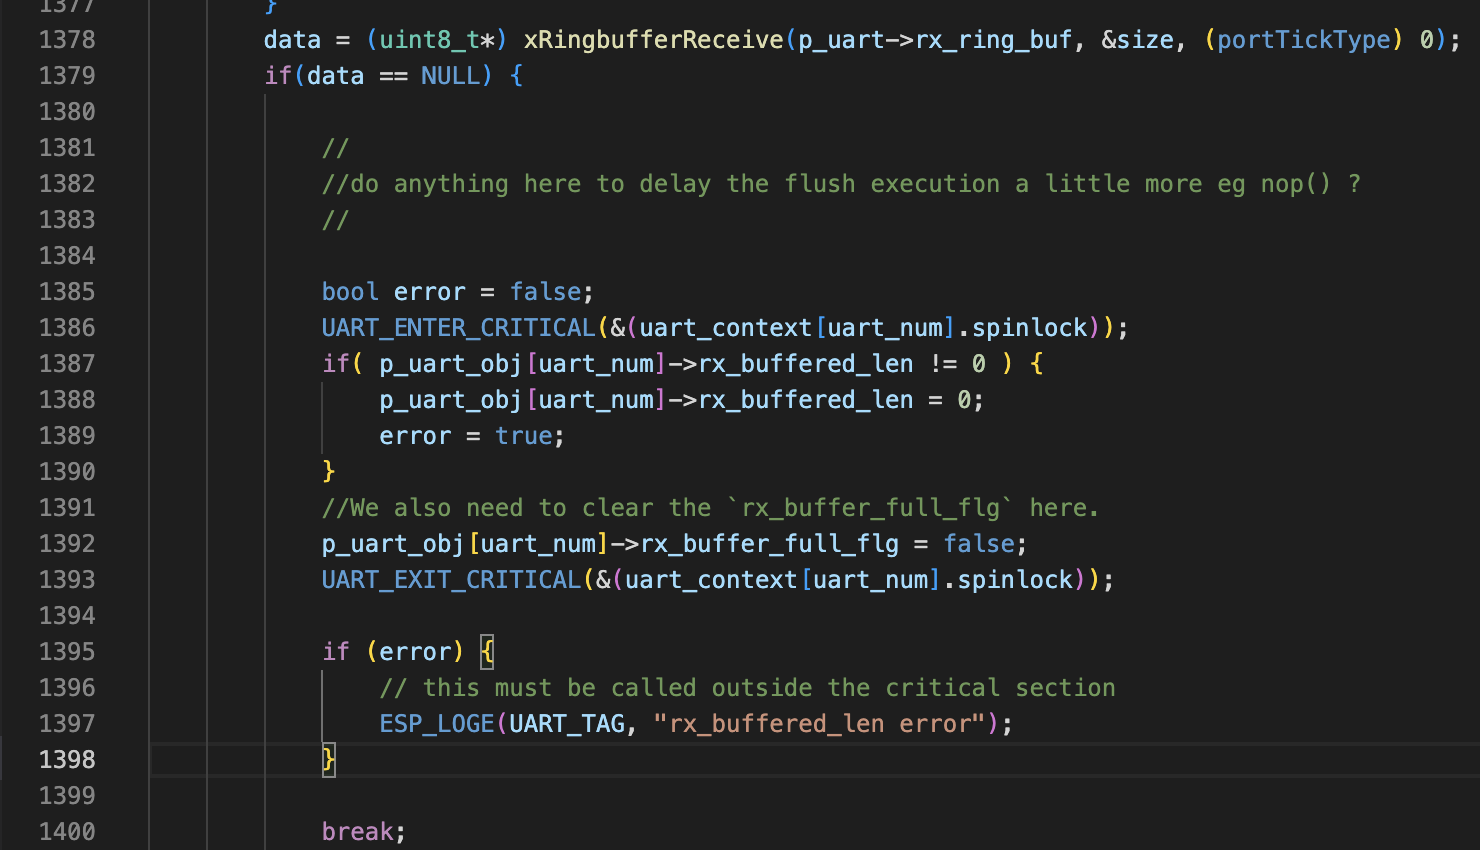 1377 }
1378 data = (uint8_t*) xRingbufferReceive(p_uart->rx_ring_buf, &size, (portTickType) 0);
1379 if(data == NULL) {
1380
1381 //
1382 //do anything here to delay the flush execution a little more eg nop() ?
1383 //
1384
1385 bool error = false;
1386 UART_ENTER_CRITICAL(&(uart_context[uart_num].spinlock));
1387 if( p_uart_obj[uart_num]->rx_buffered_len != 0 ) {
1388 p_uart_obj[uart_num]->rx_buffered_len = 0;
1389 error = true;
1390 }
1391 //We also need to clear the `rx_buffer_full_flg` here.
1392 p_uart_obj[uart_num]->rx_buffer_full_flg = false;
1393 UART_EXIT_CRITICAL(&(uart_context[uart_num].spinlock));
1394
1395 if (error) {
1396 // this must be called outside the critical section
1397 ESP_LOGE(UART_TAG, "rx_buffered_len error");
1398 }
1399
1400 break;